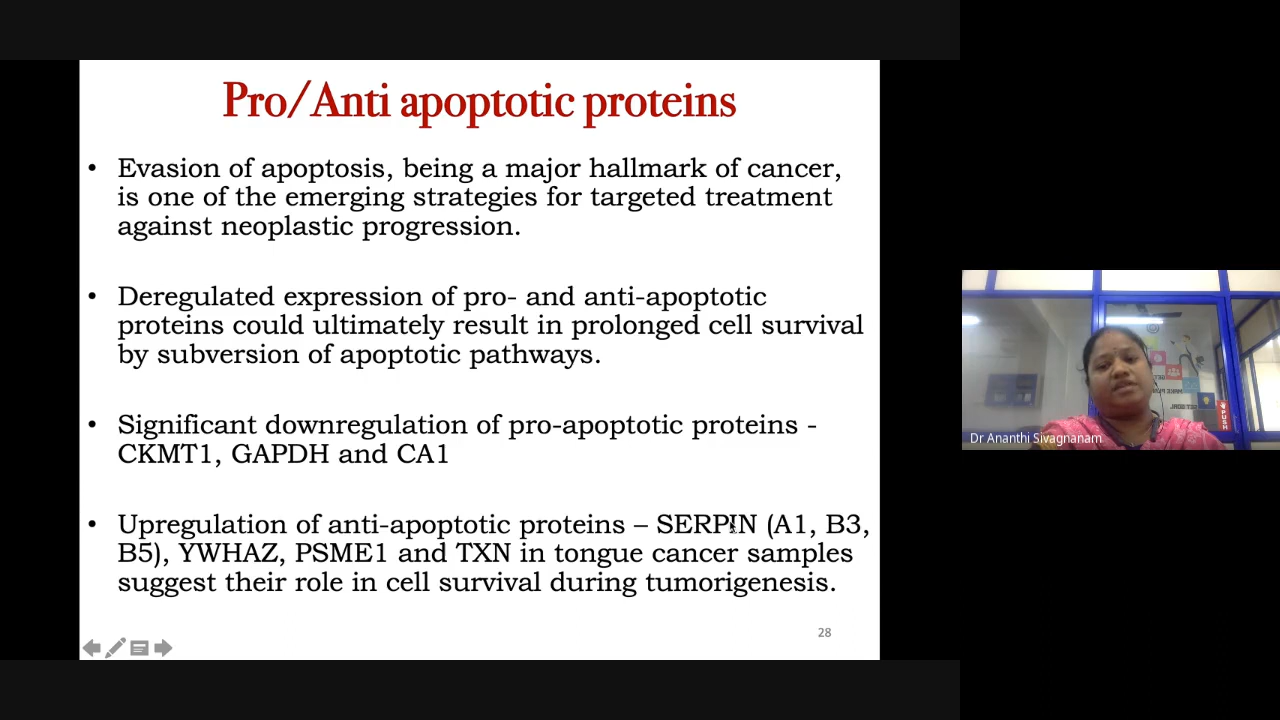 Pro/Anti apoptotic proteins
• Evasion of apoptosis, being a major hallmark of cancer,
is one of the emerging strategies for targeted treatment
against neoplastic progression.
• Deregulated expression of pro- and anti-apoptotic
proteins could ultimately result in prolonged cell survival
by subversion of apoptotic pathways.
• Significant downregulation of pro-apoptotic proteins -
CKMT1, GAPDH and CA1
• Upregulation of anti-apoptotic proteins – SERPIN (A1, B3,
B5), YWHAZ, PSME1 and TXN in tongue cancer samples
suggest their role in cell survival during tumorigenesis.
28
PUSH
Dr Ananthi Sivagnanam